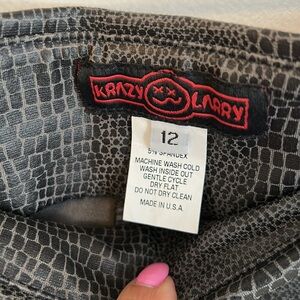 KRAZY LARRY
12
5% SPANDEX
MACHINE WASH COLD
WASH INSIDE OUT
GENTLE CYCLE
DRY FLAT
DO NOT DRY CLEAN
MADE IN U.S.A.